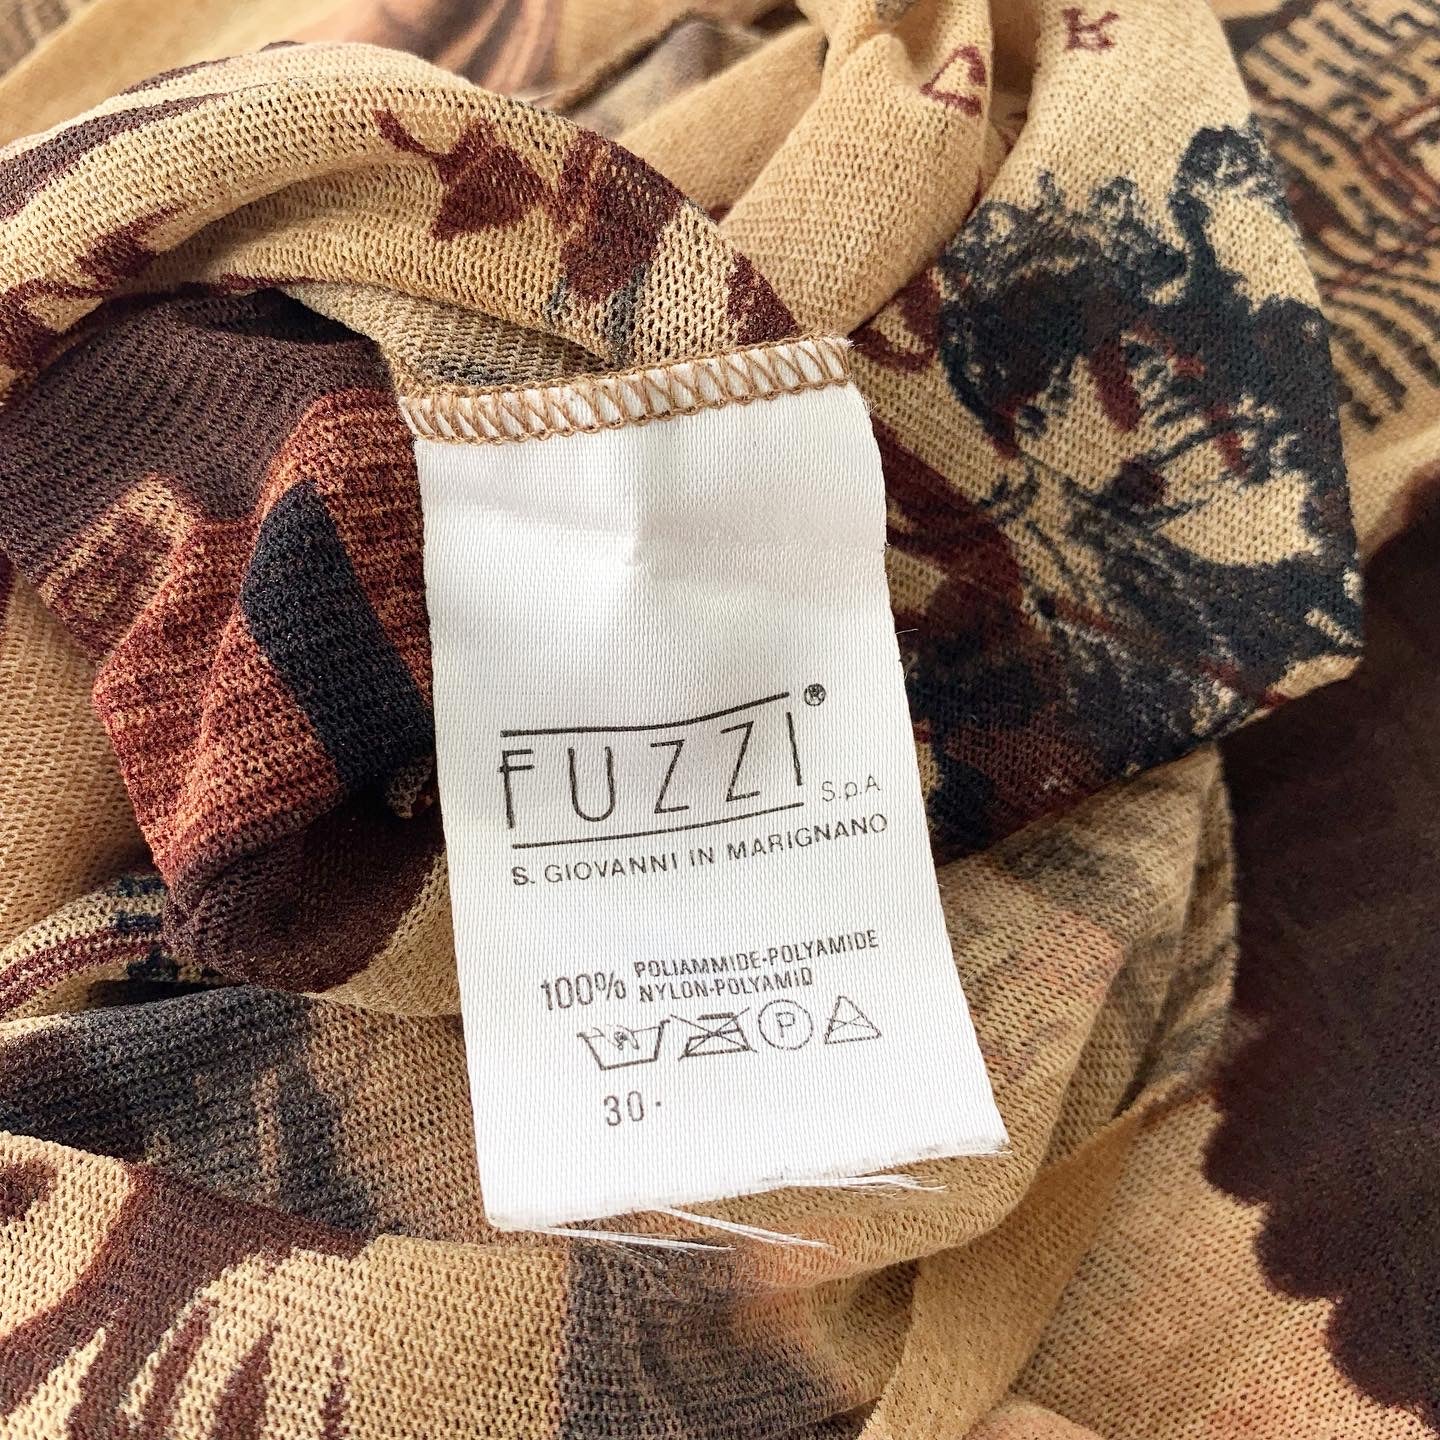 C K
FUZZI® S.p.A.
S. GIOVANNI IN MARIGNANO
100% POLIAMMIDE-POLYAMIDE
NYLON-POLYAMID
P
30·